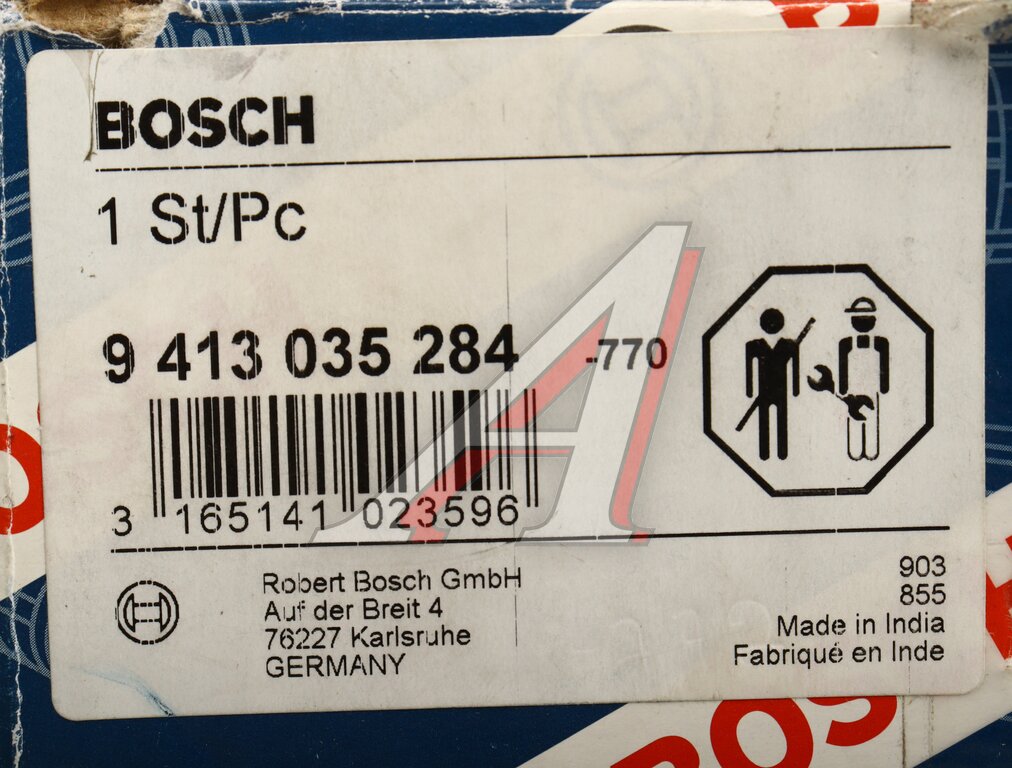 BOSCH
1 St/Pc
9 413 035 284 -770
3 165141 023596
Robert Bosch GmbH
Auf der Breit 4
76227 Karlsruhe
GERMANY
903
855
Made in India
Fabriqué en Inde
BOS